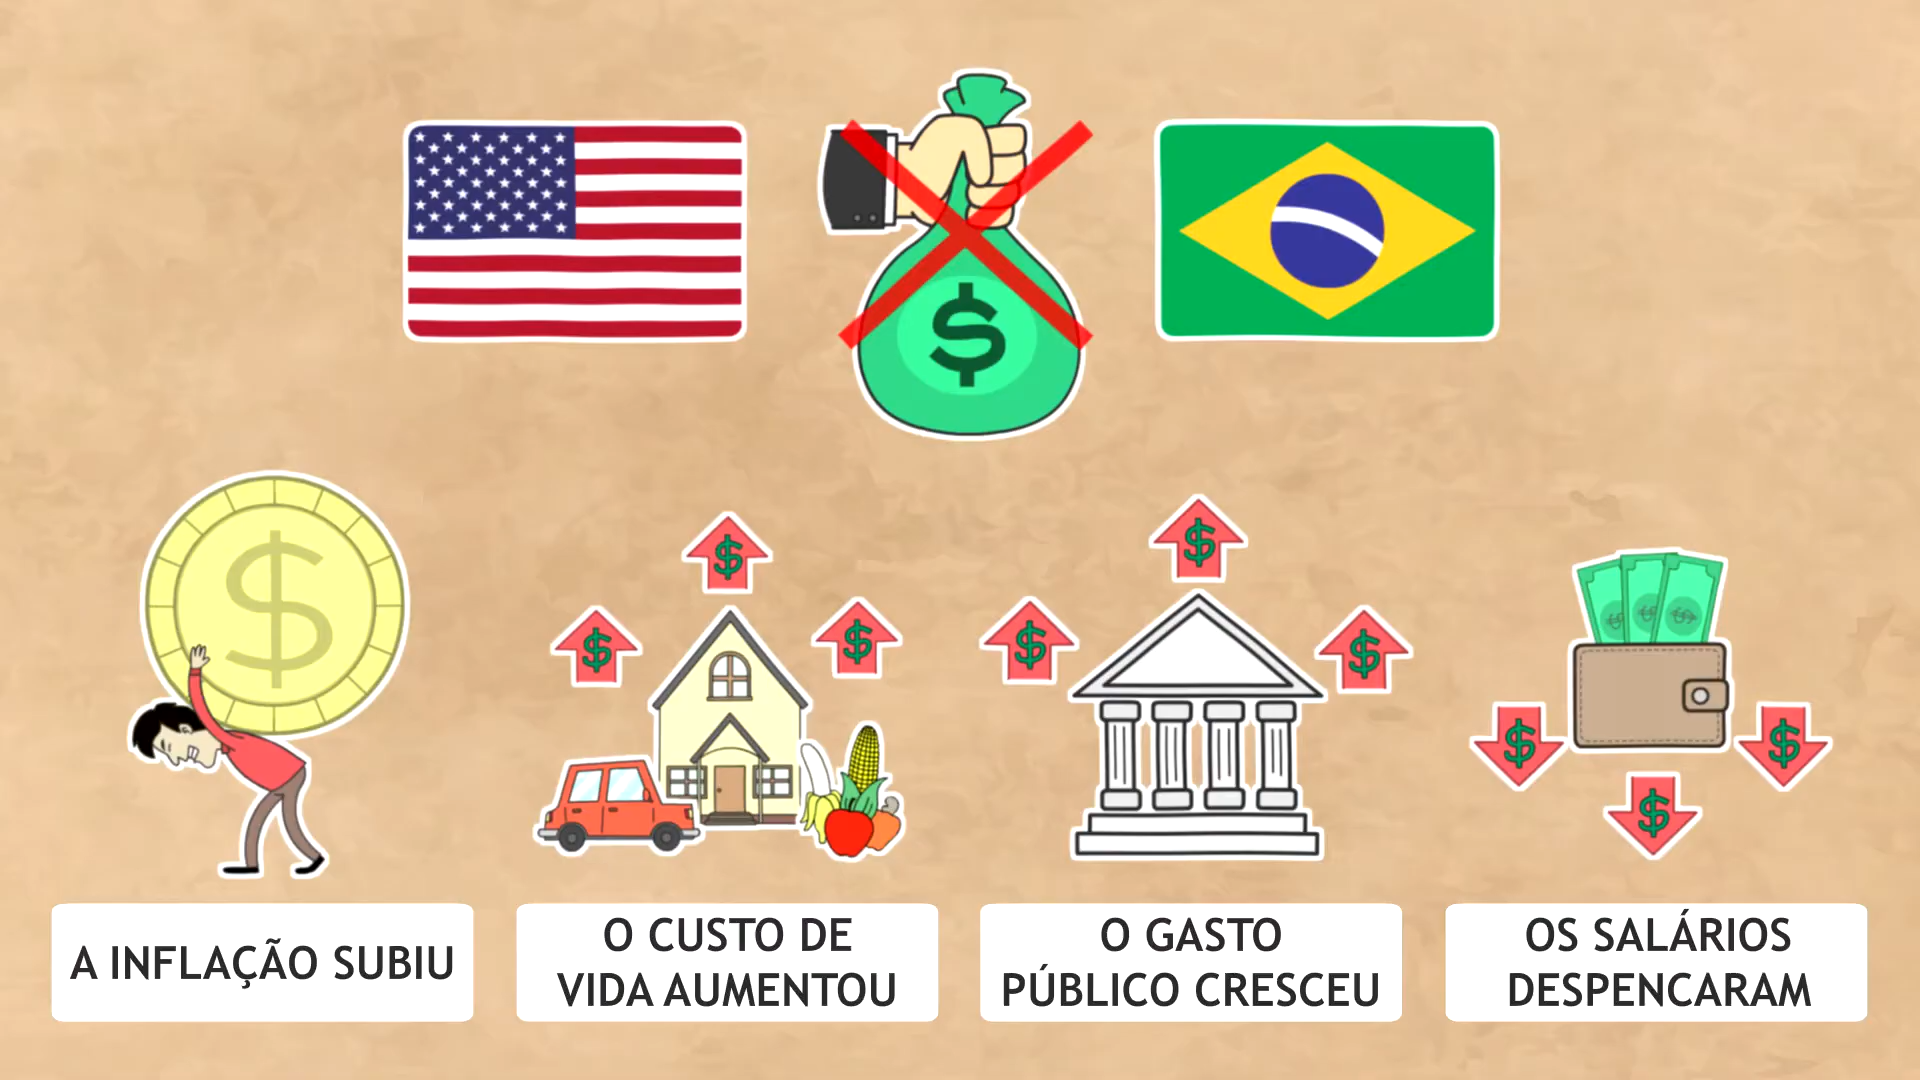 A INFLAÇÃO SUBIU
O CUSTO DE
VIDA AUMENTOU
O GASTO
PÚBLICO CRESCEU
OS SALÁRIOS
DESPENCARAM